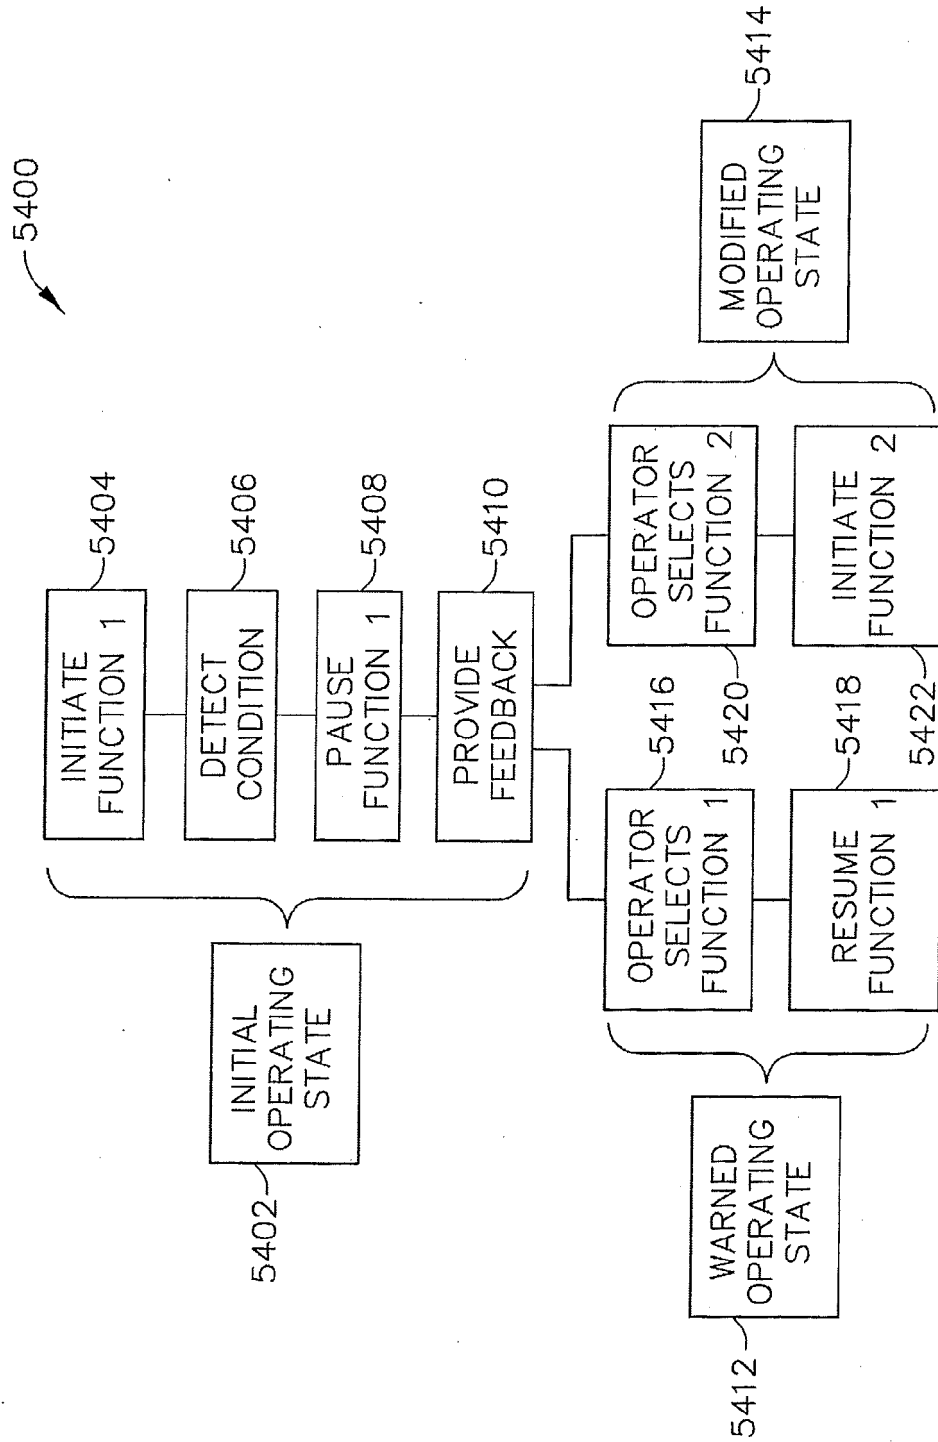 5400
INITIATE
FUNCTION 1
5404
DETECT
CONDITION
5406
PAUSE
FUNCTION 1
5408
PROVIDE
FEEDBACK
5410
INITIAL
OPERATING
STATE
5402
OPERATOR
SELECTS
FUNCTION 1
5416
RESUME
FUNCTION 1
5418
WARNED
OPERATING
STATE
5412
OPERATOR
SELECTS
FUNCTION 2
5420
INITIATE
FUNCTION 2
5422
MODIFIED
OPERATING
STATE
5414